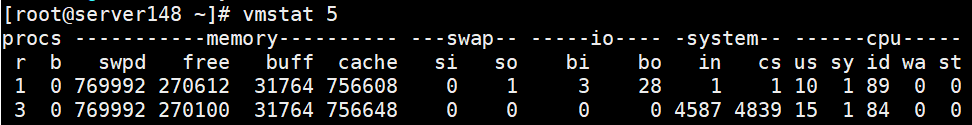 [root@server148 ~]# vmstat 5
procs -----------memory---------- ---swap-- -----io---- -system-- ------cpu-----
 r  b   swpd   free   buff  cache   si   so    bi    bo   in   cs us sy id wa st
 1  0 769992 270612  31764 756608    0    1     3    28    1    1 10  1 89  0  0
 3  0 769992 270100  31764 756648    0    0     0     0 4587 4839 15  1 84  0  0